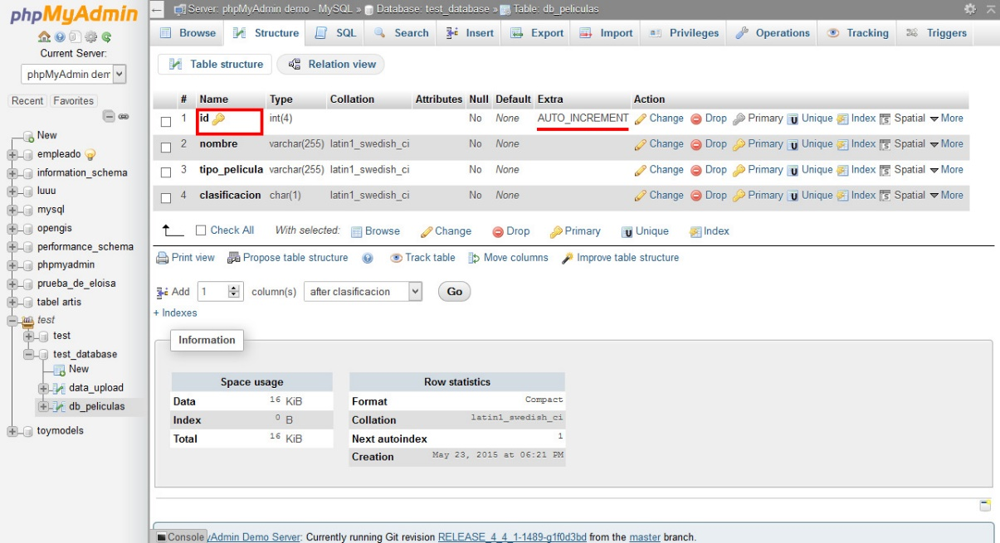 phpMyAdmin
Current Server:
phpMyAdmin dem
Recent Favorites
New
empleado
information_schema
luuu
mysql
opengis
performance_schema
phpmyadmin
prueba_de_eloisa
tabel artis
test
test
test_database
New
data_upload
db_peliculas
toymodels
Server: phpMyAdmin demo - MySQL » Database: test_database » Table: db_peliculas
Browse Structure SQL Search Insert Export Import Privileges Operations Tracking Triggers
Table structure Relation view
# Name Type Collation Attributes Null Default Extra Action
1 id int(4) No None AUTO_INCREMENT Change Drop Primary Unique Index Spatial More
2 nombre varchar(255) latin1_swedish_ci No None Change Drop Primary Unique Index Spatial More
3 tipo_pelicula varchar(255) latin1_swedish_ci No None Change Drop Primary Unique Index Spatial More
4 clasificacion char(1) latin1_swedish_ci No None Change Drop Primary Unique Index Spatial More
Check All With selected: Browse Change Drop Primary Unique Index
Print view Propose table structure Track table Move columns Improve table structure
Add 1 column(s) after clasificacion Go
+ Indexes
Information
Space usage
Data 16 KiB
Index 0 B
Total 16 KiB
Row statistics
Format Compact
Collation latin1_swedish_ci
Next autoindex 1
Creation May 23, 2015 at 06:21 PM
Console yAdmin Demo Server: Currently running Git revision RELEASE_4_4_1-1489-g1f0d3bd from the master branch.